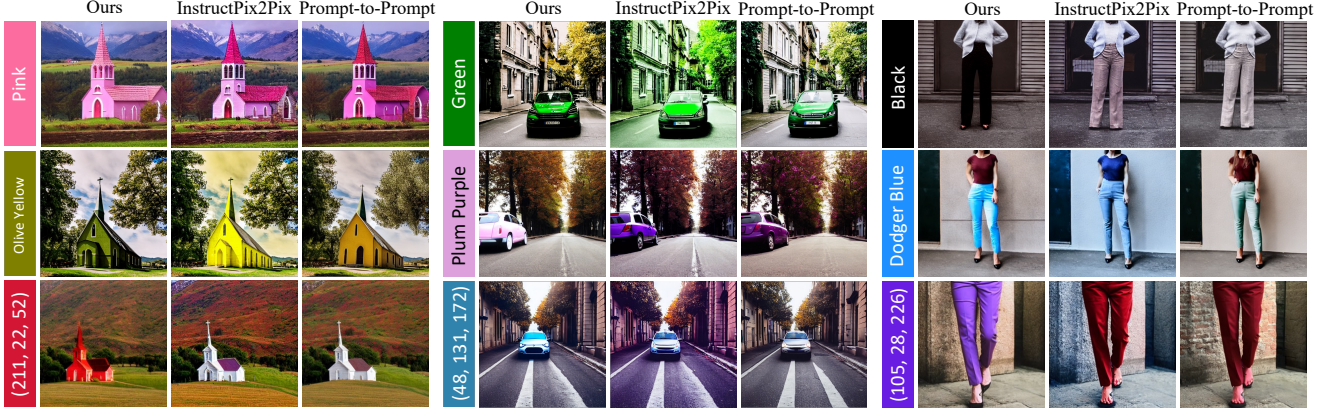 Ours InstructPix2Pix Prompt-to-Prompt
Pink
Olive Yellow
(211, 22, 52)
Ours InstructPix2Pix Prompt-to-Prompt
Green
Plum Purple
(48, 131, 172)
Ours InstructPix2Pix Prompt-to-Prompt
Black
Dodger Blue
(105, 28, 226)